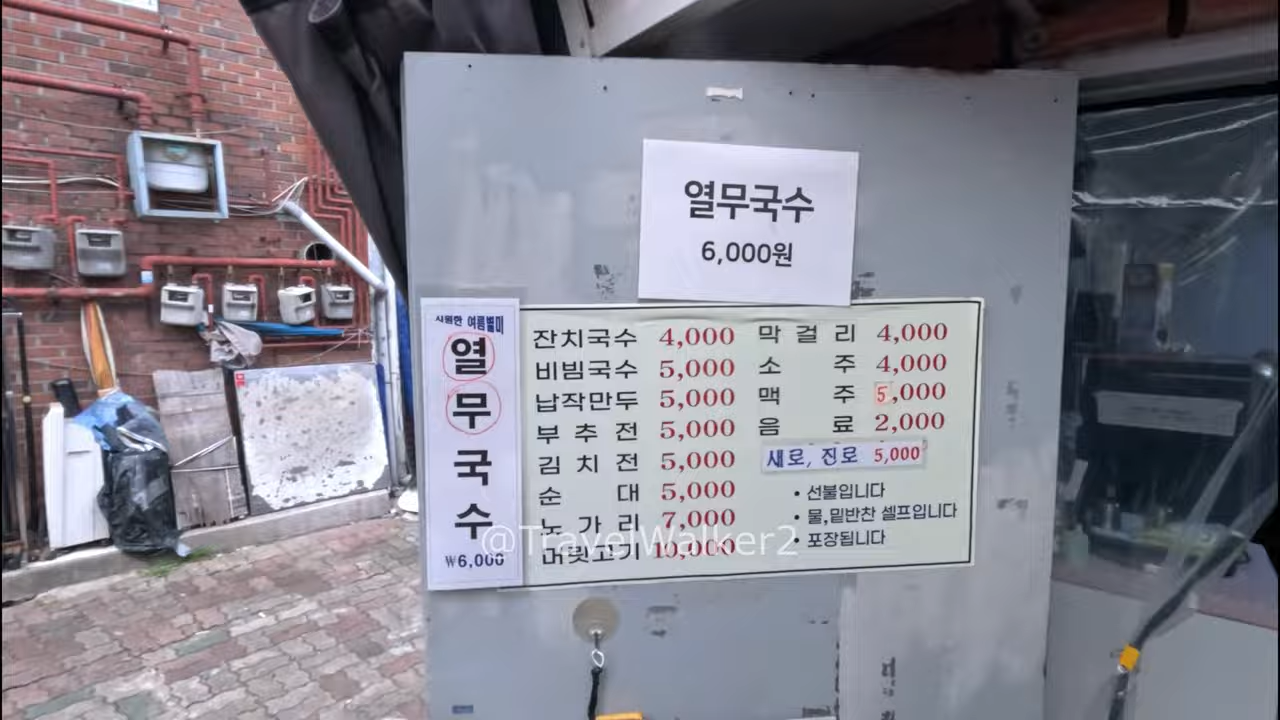 열무국수
6,000원
시원한 여름별미
열
무
국
수
₩6,000
잔치국수 4,000
비빔국수 5,000
납작만두 5,000
부추전 5,000
김치전 5,000
순대 5,000
노가리 7,000
머릿고기 10,000
막걸리 4,000
소주 4,000
맥주 5,000
음료 2,000
새로, 진로 5,000
• 선불입니다
• 물,밑반찬 셀프입니다
• 포장됩니다
@TravelWalker2